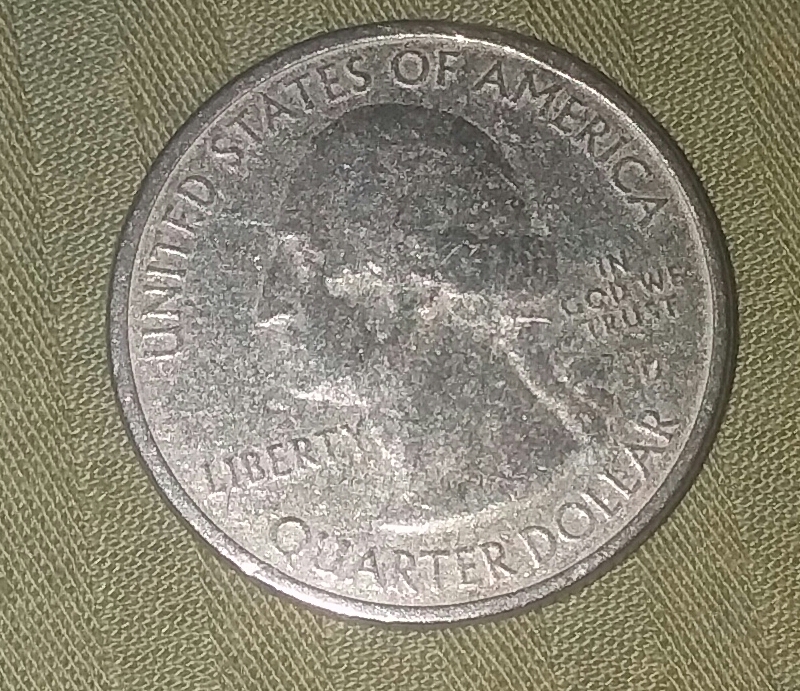 UNITED STATES OF AMERICA
IN
GOD WE
TRUST
LIBERTY
QUARTER DOLLAR